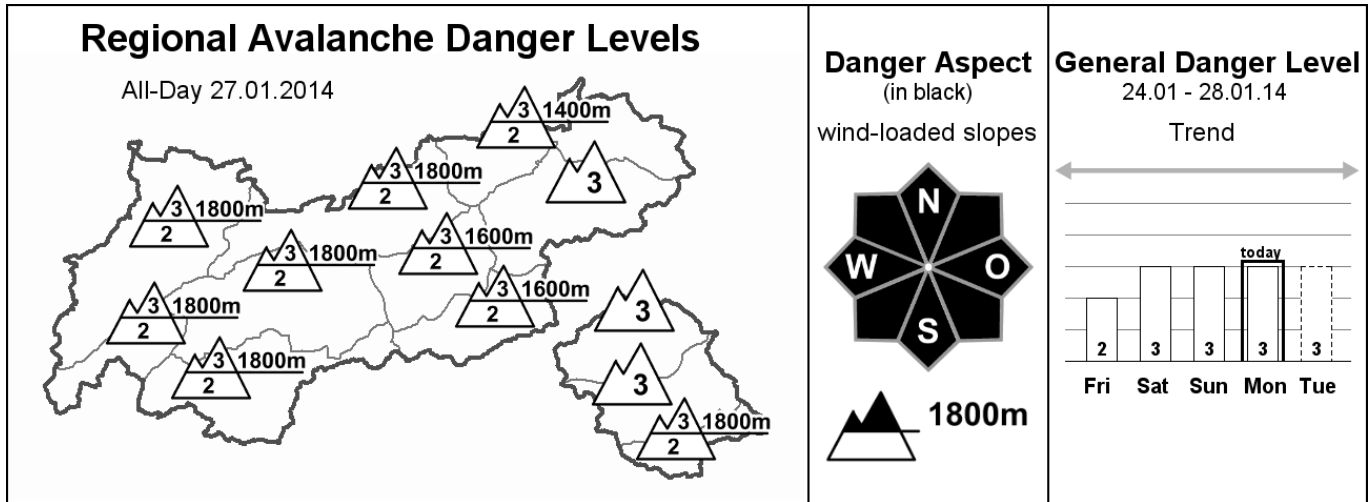 Regional Avalanche Danger Levels
All-Day 27.01.2014
3 1400m
2
3
3 1800m
2
3 1800m
2
3 1600m
2
3 1800m
2
3 1600m
2
3
3 1800m
2
3 1800m
2
3
3 1800m
2
Danger Aspect
(in black)
wind-loaded slopes
N
W O
S
1800m
General Danger Level
24.01 - 28.01.14
Trend
today
2 3 3 3 3
Fri Sat Sun Mon Tue